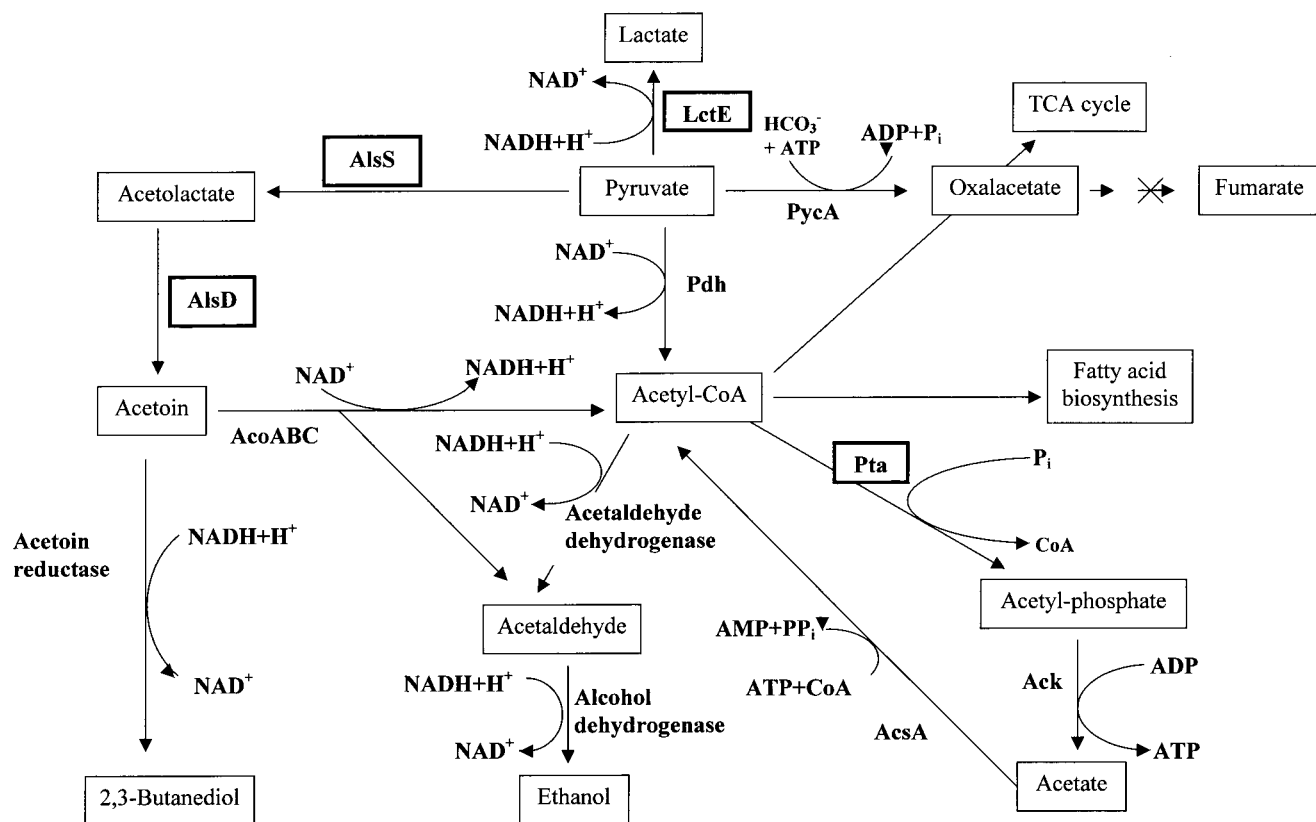 Lactate
NAD⁺
LctE
NADH+H⁺
HCO₃⁻
+ ATP
ADP+Pᵢ
TCA cycle
AlsS
Acetolactate
Pyruvate
PycA
Oxalacetate
Fumarate
NAD⁺
Pdh
NADH+H⁺
AlsD
NAD⁺
NADH+H⁺
Acetoin
AcoABC
Acetyl-CoA
Fatty acid
biosynthesis
NADH+H⁺
NAD⁺
Pta
Pᵢ
CoA
Acetaldehyde
dehydrogenase
Acetoin
reductase
NADH+H⁺
NAD⁺
Acetaldehyde
Acetyl-phosphate
AMP+PPᵢ
ATP+CoA
AcsA
Ack
ADP
ATP
NADH+H⁺
NAD⁺
Alcohol
dehydrogenase
2,3-Butanediol
Ethanol
Acetate